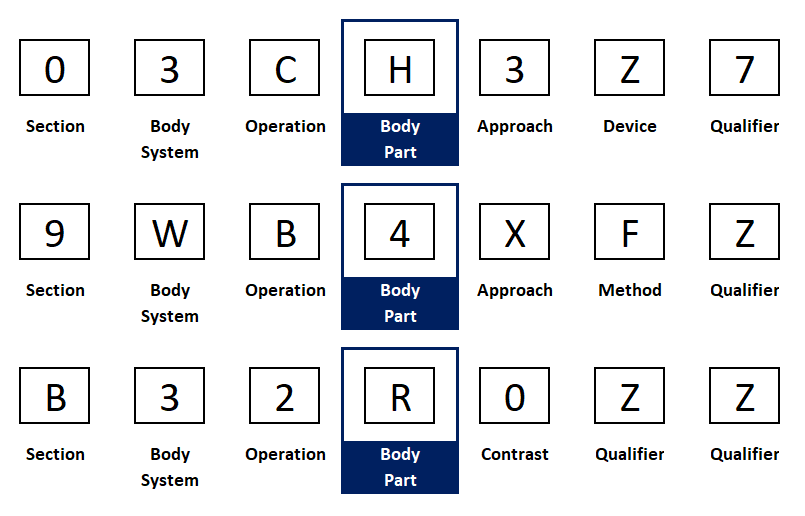 0 3 C H 3 Z 7
Section Body Operation Body Approach Device Qualifier
System Part
9 W B 4 X F Z
Section Body Operation Body Approach Method Qualifier
System Part
B 3 2 R 0 Z Z
Section Body Operation Body Contrast Qualifier Qualifier
System Part